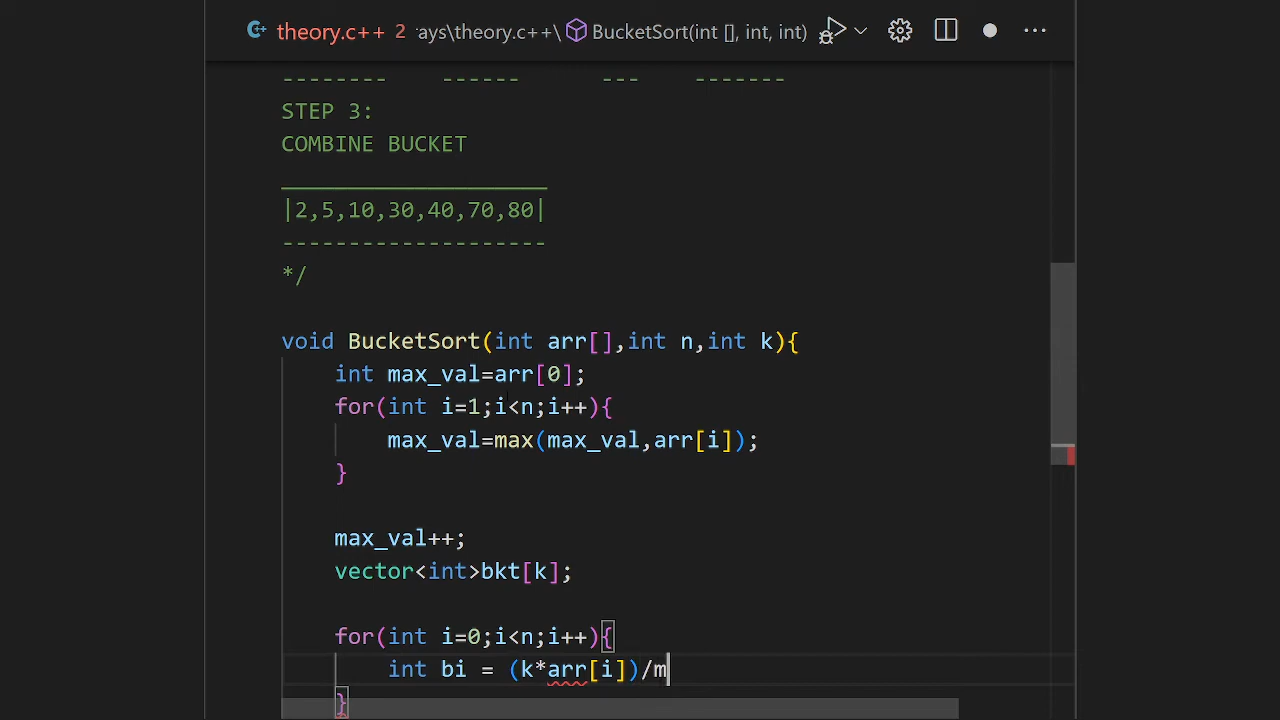 theory.c++ 2 ays\theory.c++\ BucketSort(int [], int, int)
-------- ------ --- -------
STEP 3:
COMBINE BUCKET
____________________
|2,5,10,30,40,70,80|
--------------------
*/
void BucketSort(int arr[],int n,int k){
int max_val=arr[0];
for(int i=1;i<n;i++){
max_val=max(max_val,arr[i]);
}
max_val++;
vector<int>bkt[k];
for(int i=0;i<n;i++){
int bi = (k*arr[i])/m
}